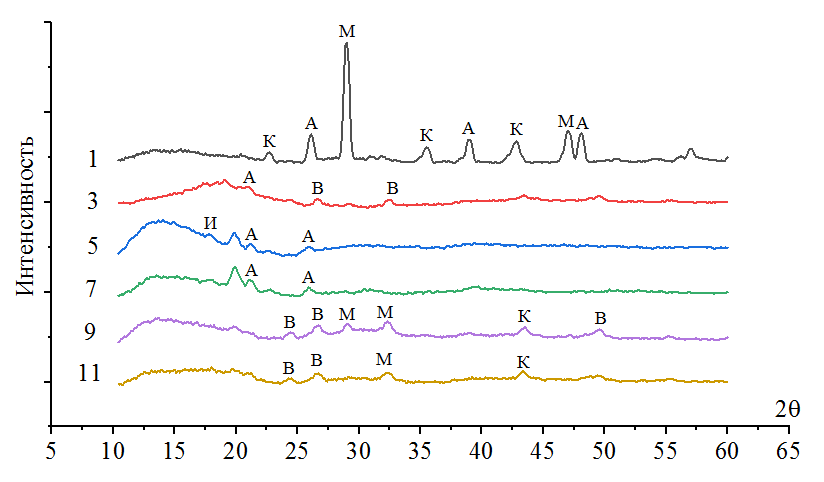 М
К А К А К М А
1
А В В
3
И А А
5
А А
7
В В М М К В
9
В В М К
11
Интенсивность
2θ
5 10 15 20 25 30 35 40 45 50 55 60 65